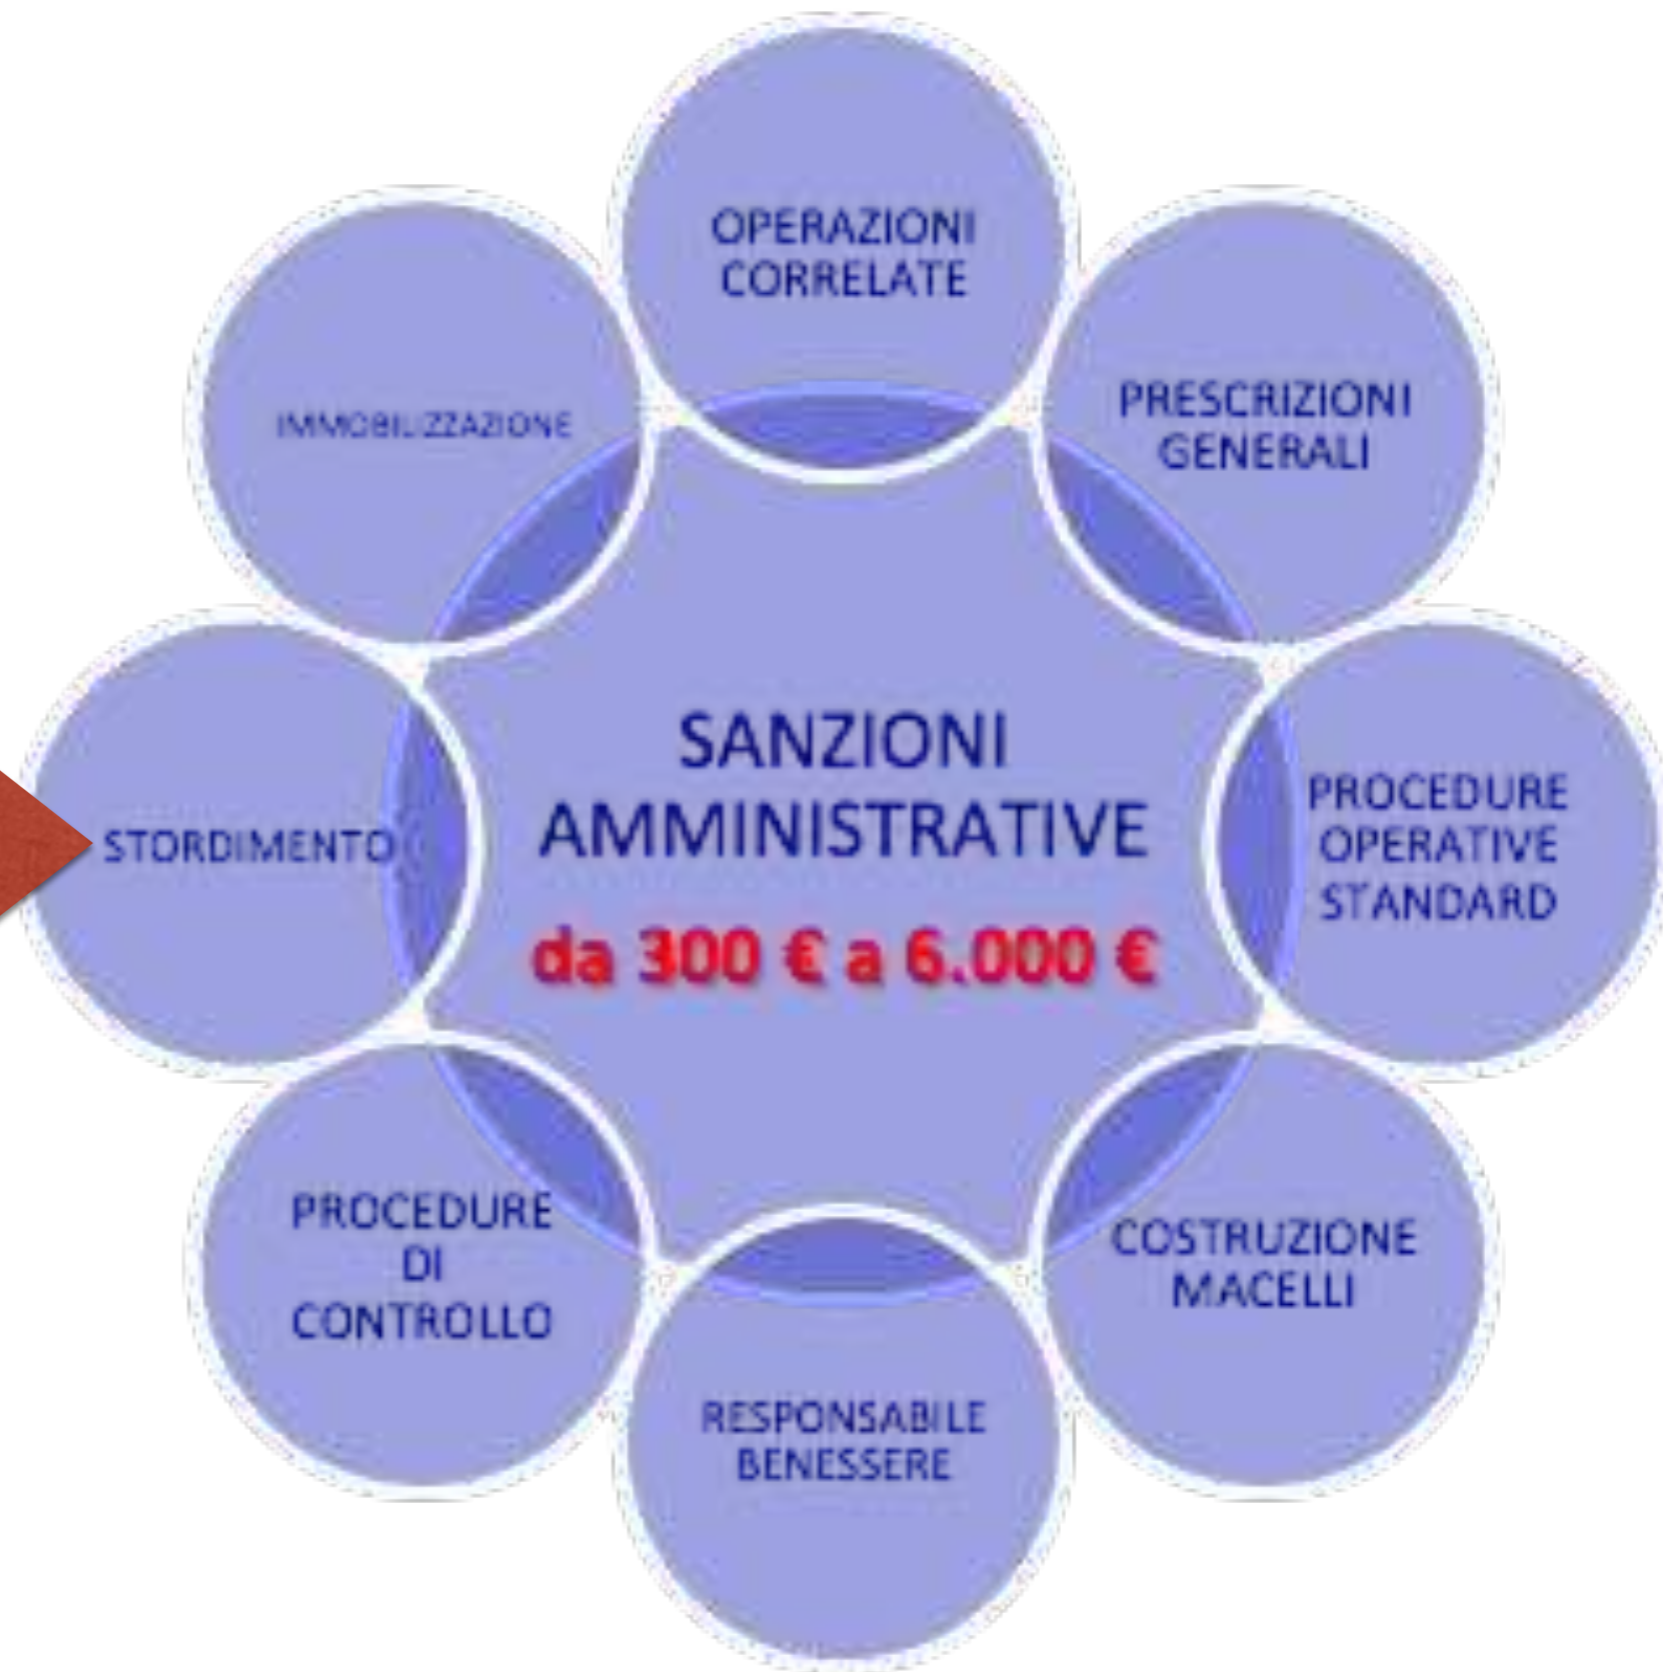 OPERAZIONI
CORRELATE
PRESCRIZIONI
GENERALI
IMMOBILIZZAZIONE
SANZIONI
AMMINISTRATIVE
da 300 € a 6.000 €
PROCEDURE
OPERATIVE
STANDARD
STORDIMENTO
PROCEDURE
DI
CONTROLLO
COSTRUZIONE
MACELLI
RESPONSABILE
BENESSERE